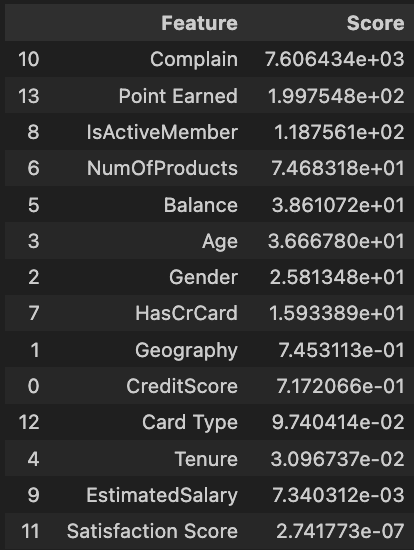 Feature Score
10 Complain 7.606434e+03
13 Point Earned 1.997548e+02
8 IsActiveMember 1.187561e+02
6 NumOfProducts 7.468318e+01
5 Balance 3.861072e+01
3 Age 3.666780e+01
2 Gender 2.581348e+01
7 HasCrCard 1.593389e+01
1 Geography 7.453113e-01
0 CreditScore 7.172066e-01
12 Card Type 9.740414e-02
4 Tenure 3.096737e-02
9 EstimatedSalary 7.340312e-03
11 Satisfaction Score 2.741773e-07